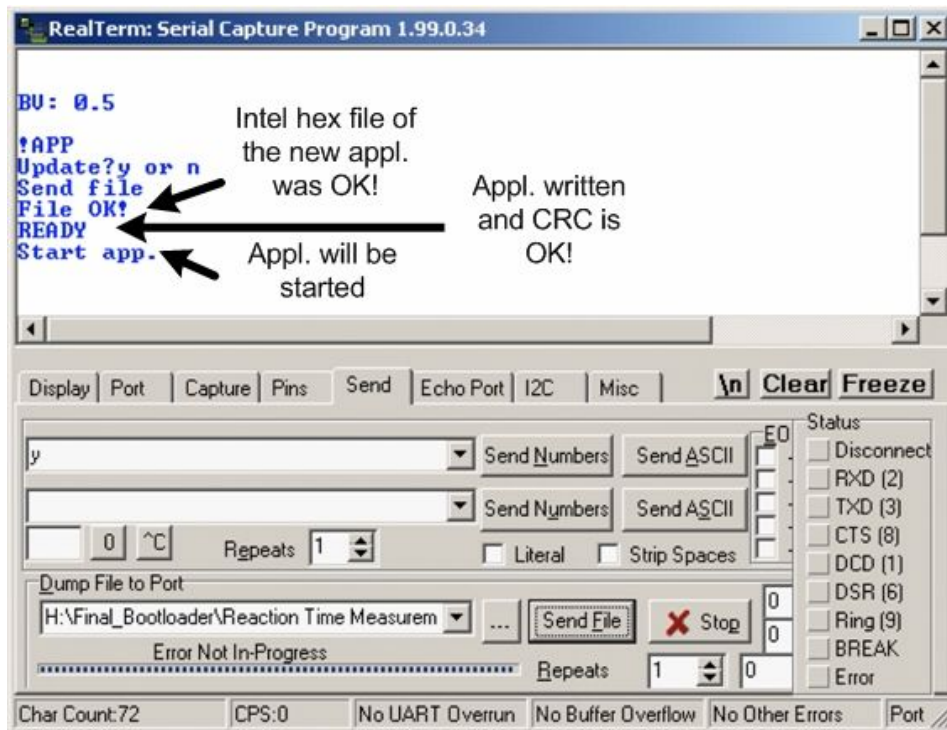 RealTerm: Serial Capture Program 1.99.0.34
BV: 0.5
!APP
Update?y or n
Send file
File OK!
READY
Start app.
Intel hex file of
the new appl.
was OK!
Appl. written
and CRC is
OK!
Appl. will be
started
Display Port Capture Pins Send Echo Port I2C Misc \n Clear Freeze
y Send Numbers Send ASCII EO
Send Numbers Send ASCII
0 ^C Repeats 1 Literal Strip Spaces
Dump File to Port
H:\Final_Bootloader\Reaction Time Measurem ... Send File Stop 0
0
Error Not In-Progress
Repeats 1 0
Status
Disconnect
RXD (2)
TXD (3)
CTS (8)
DCD (1)
DSR (6)
Ring (9)
BREAK
Error
Char Count:72 CPS:0 No UART Overrun No Buffer Overflow No Other Errors Port